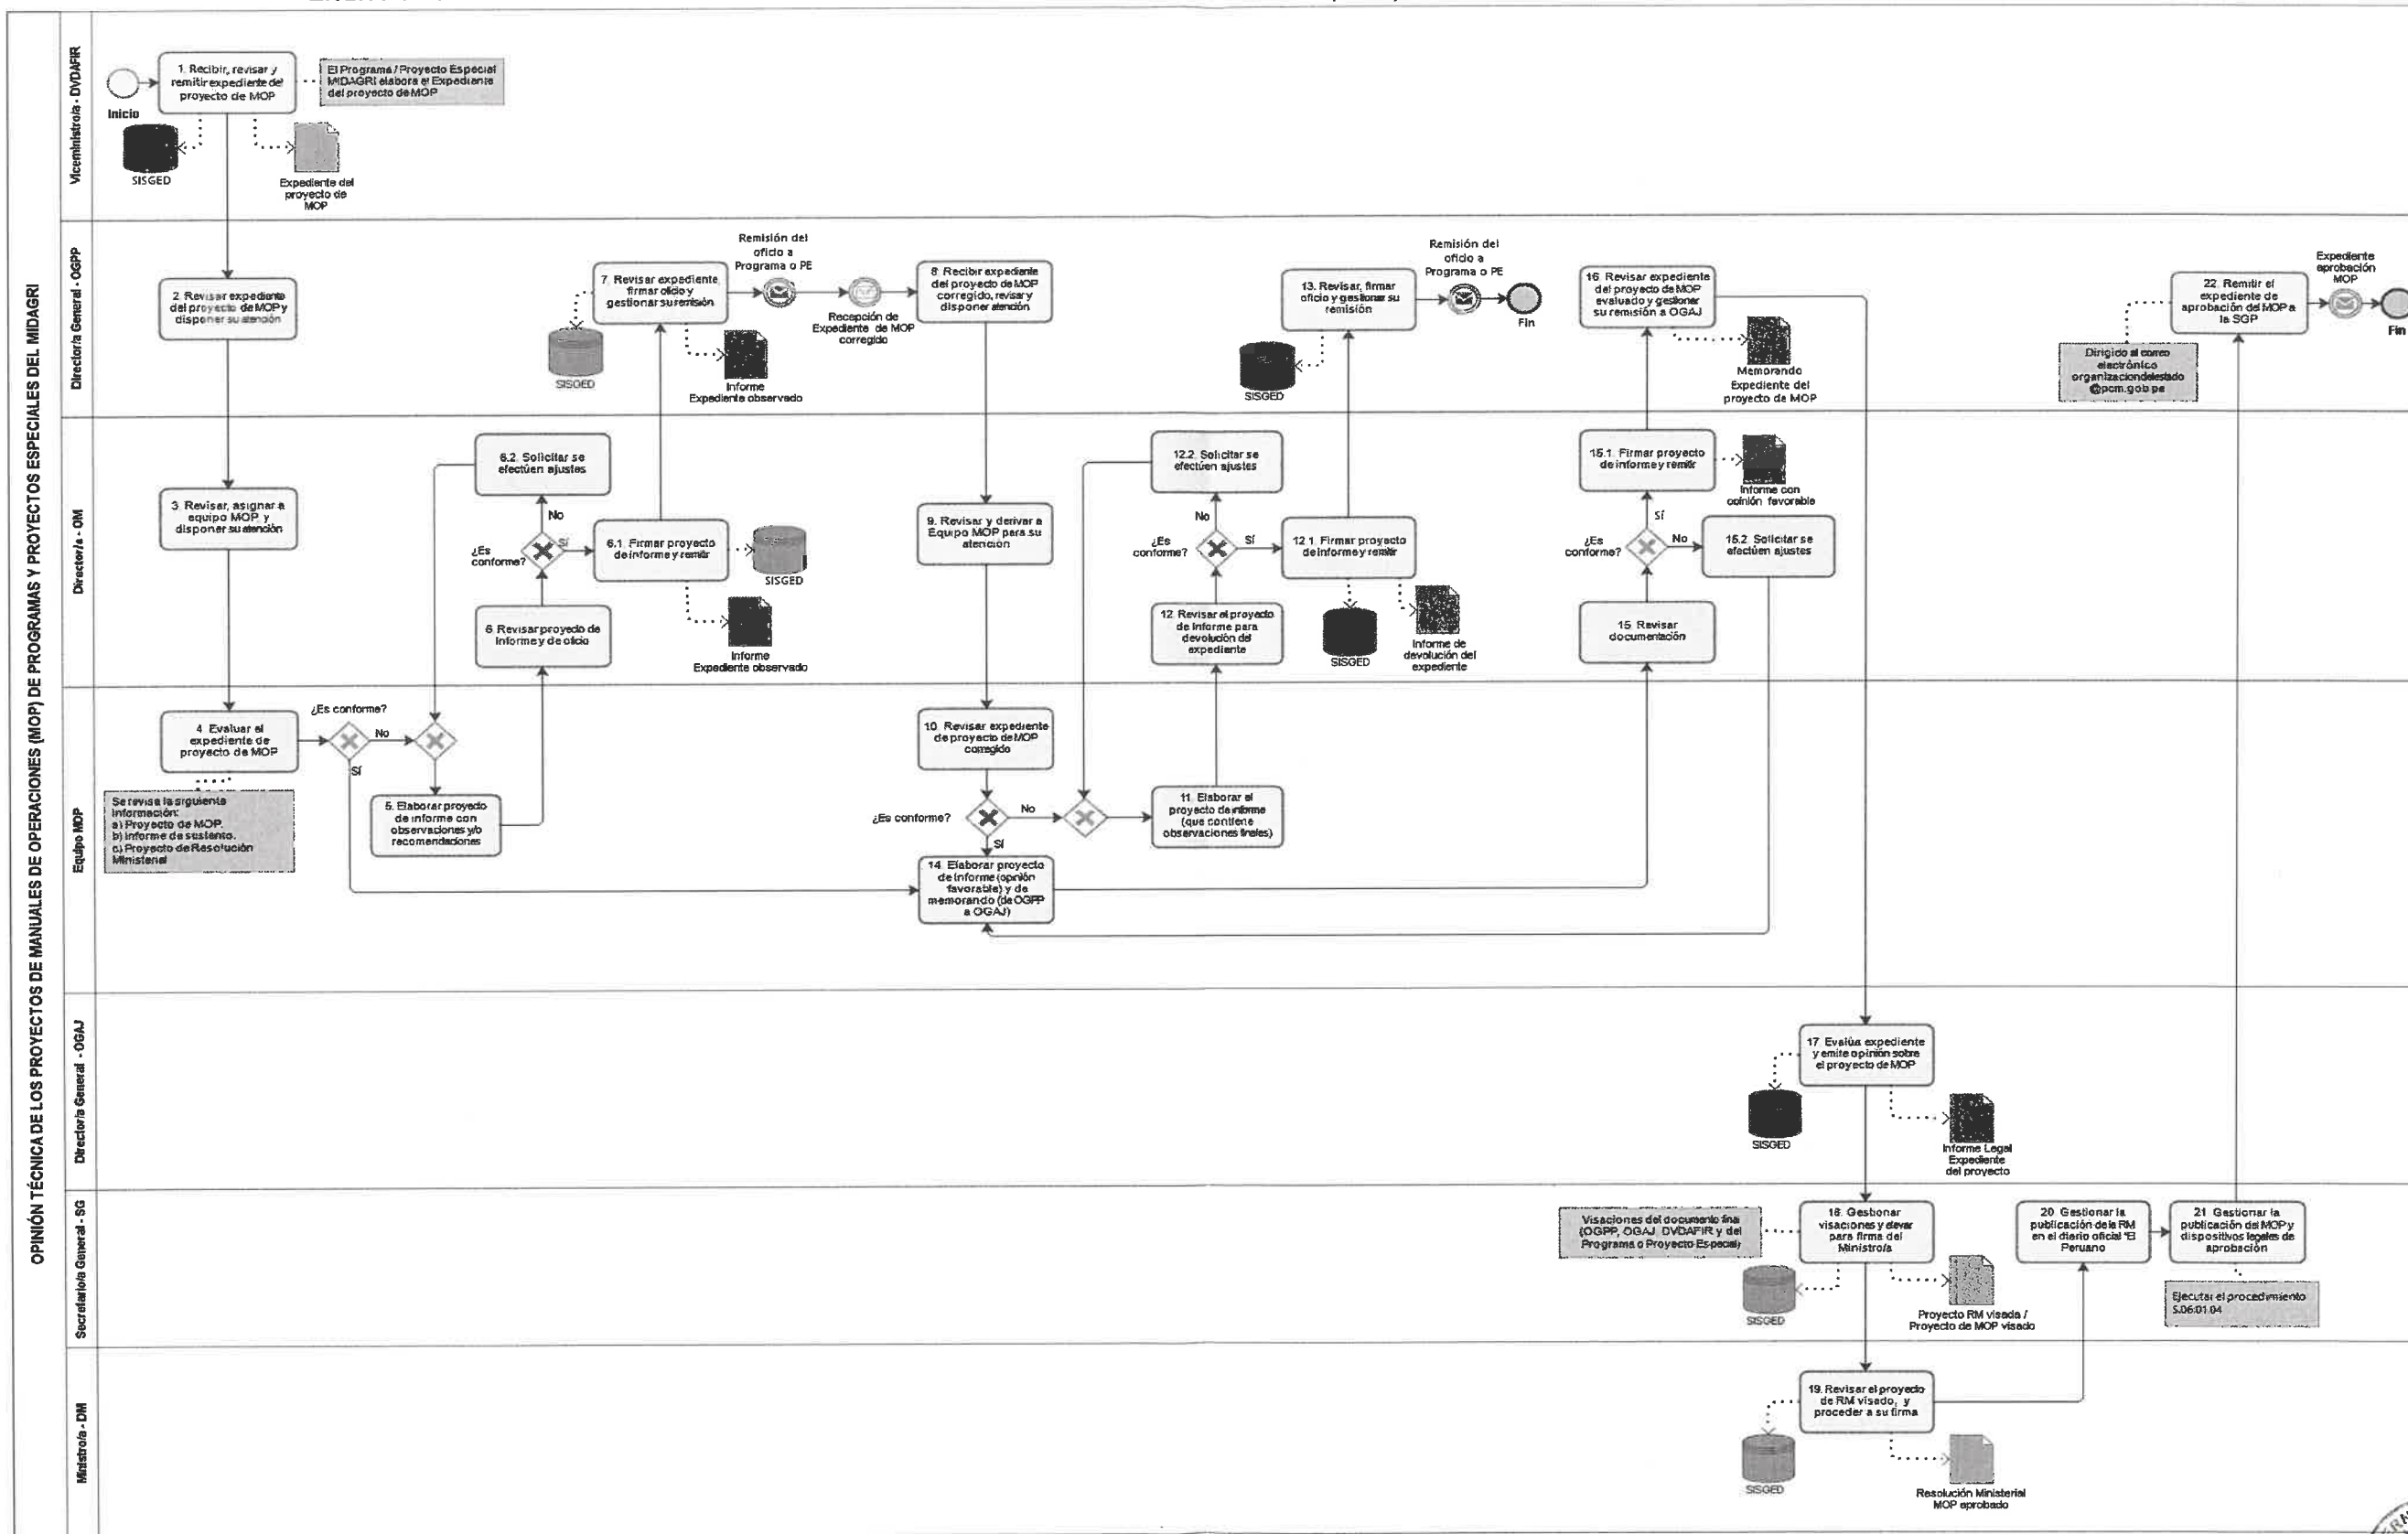 OPINIÓN TÉCNICA DE LOS PROYECTOS DE MANUALES DE OPERACIONES (MOP) DE PROGRAMAS Y PROYECTOS ESPECIALES DEL MIDAGRI
Viceministro/a - DVDAFIR
Inicio
1. Recibir, revisar y
remitir expediente del
proyecto de MOP
El Programa / Proyecto Especial
MIDAGRI elabora el Expediente
del proyecto de MOP
SISGED
Expediente del
proyecto de
MOP
Director/a General - OGPP
2. Revisar expediente
del proyecto de MOP y
disponer su atención
7. Revisar expediente,
firmar oficio y
gestionar su remisión
SISGED
Informe
Expediente observado
Remisión del
oficio a
Programa o PE
Recepción de
Expediente de MOP
corregido
8. Recibir expediente
del proyecto de MOP
corregido, revisar y
disponer atención
13. Revisar, firmar
oficio y gestionar su
remisión
SISGED
Remisión del
oficio a
Programa o PE
Fin
16. Revisar expediente
del proyecto de MOP
evaluado y gestionar
su remisión a OGAJ
Memorando
Expediente del
proyecto de MOP
22. Remitir el
expediente de
aprobación del MOP a
la SGP
Dirigido al correo
electrónico
organizaciondelestado
@pcm.gob.pe
Expediente
aprobación
MOP
Fin
Director/a - OM
3. Revisar, asignar a
equipo MOP y
disponer su atención
6.2. Solicitar se
efectúen ajustes
No
¿Es
conforme?
Sí
6.1. Firmar proyecto
de informe y remitir
SISGED
Informe
Expediente observado
6. Revisar proyecto de
Informe y de oficio
9. Revisar y derivar a
Equipo MOP para su
atención
12.2. Solicitar se
efectúen ajustes
No
¿Es
conforme?
Sí
12.1. Firmar proyecto
de informe y remitir
SISGED
Informe de
devolución del
expediente
12. Revisar el proyecto
de Informe para
devolución del
expediente
15.1. Firmar proyecto
de informe y remitir
Informe con
opinión favorable
Sí
¿Es
conforme?
No
15.2. Solicitar se
efectúen ajustes
15. Revisar
documentación
Equipo MOP
4. Evaluar el
expediente de
proyecto de MOP
Se revisa la siguiente
Información:
a) Proyecto de MOP.
b) Informe de sustento.
c) Proyecto de Resolución
Ministerial
¿Es conforme?
No
Sí
5. Elaborar proyecto
de informe con
observaciones y/o
recomendaciones
10. Revisar expediente
de proyecto de MOP
corregido
¿Es conforme?
No
Sí
11. Elaborar el
proyecto de informe
(que contiene
observaciones finales)
14. Elaborar proyecto
de Informe (opinión
favorable) y de
memorando (de OGPP
a OGAJ)
Director/a General - OGAJ
17. Evalúa expediente
y emite opinión sobre
el proyecto de MOP
SISGED
Informe Legal
Expediente
del proyecto
Secretario/a General - SG
Visaciones del documento final
(OGPP, OGAJ, DVDAFIR y del
Programa o Proyecto Especial)
18. Gestionar
visaciones y elevar
para firma del
Ministro/a
SISGED
Proyecto RM visada /
Proyecto de MOP visado
20. Gestionar la
publicación de la RM
en el diario oficial "El
Peruano
21. Gestionar la
publicación del MOP y
dispositivos legales de
aprobación
Ejecutar el procedimiento
S.06.01.04
Ministro/a - DM
19. Revisar el proyecto
de RM visado, y
proceder a su firma
SISGED
Resolución Ministerial
MOP aprobado